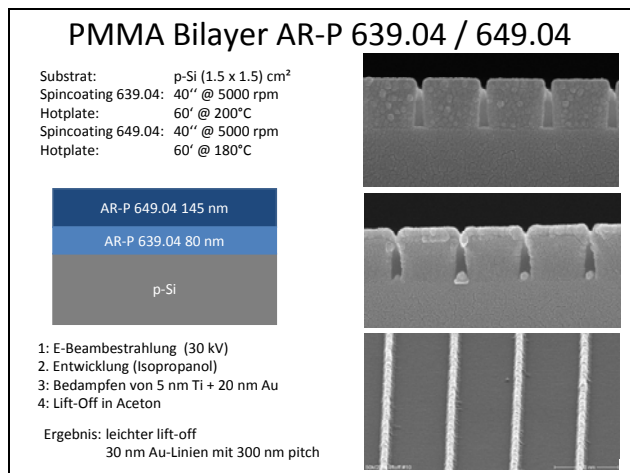 PMMA Bilayer AR-P 639.04 / 649.04
Substrat: p-Si (1.5 x 1.5) cm²
Spincoating 639.04: 40‘‘ @ 5000 rpm
Hotplate: 60‘ @ 200°C
Spincoating 649.04: 40‘‘ @ 5000 rpm
Hotplate: 60‘ @ 180°C
AR-P 649.04 145 nm
AR-P 639.04 80 nm
p-Si
1: E-Beambestrahlung (30 kV)
2. Entwicklung (Isopropanol)
3: Bedampfen von 5 nm Ti + 20 nm Au
4: Lift-Off in Aceton
Ergebnis: leichter lift-off
30 nm Au-Linien mit 300 nm pitch